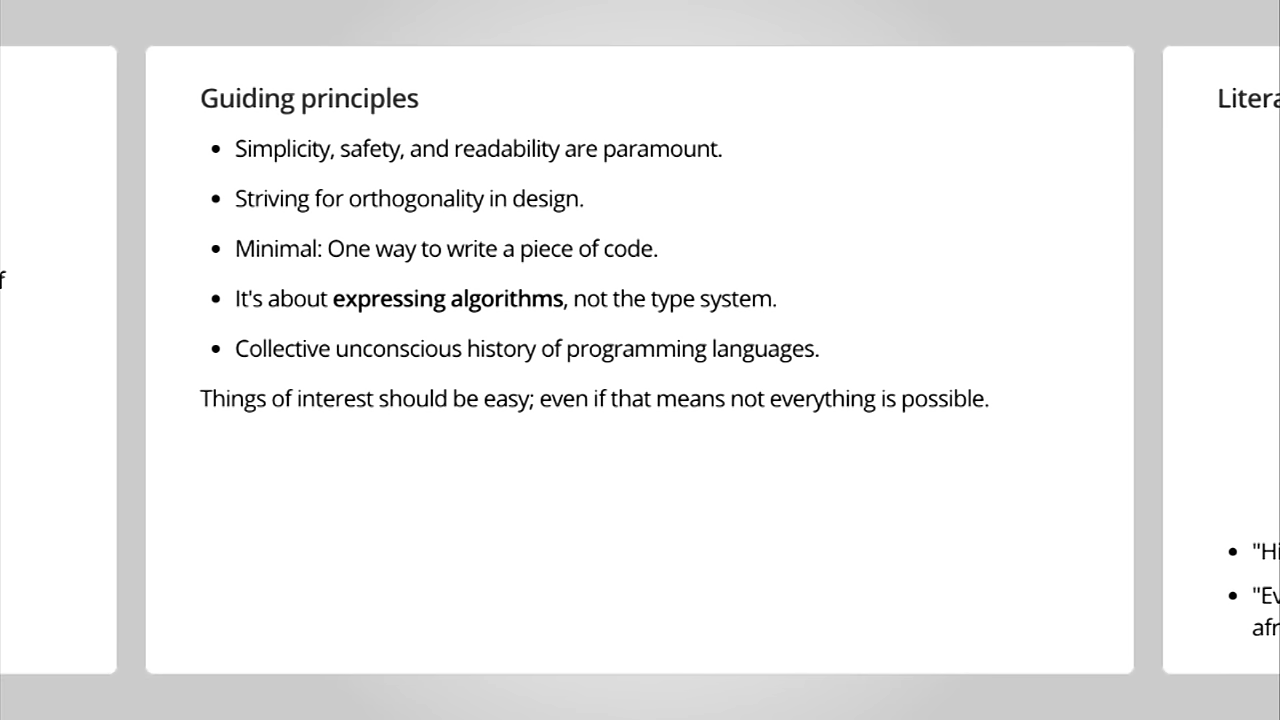 Guiding principles
Simplicity, safety, and readability are paramount.
Striving for orthogonality in design.
Minimal: One way to write a piece of code.
It's about expressing algorithms, not the type system.
Collective unconscious history of programming languages.
Things of interest should be easy; even if that means not everything is possible.